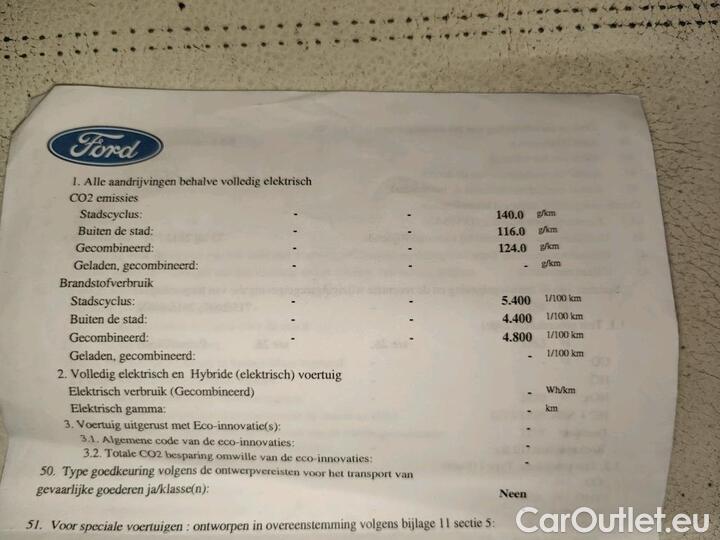 Ford
1. Alle aandrijvingen behalve volledig elektrisch
CO2 emissies
Stadscyclus: - - 140.0 g/km
Buiten de stad: - - 116.0 g/km
Gecombineerd: - - 124.0 g/km
Geladen, gecombineerd: - - - g/km
Brandstofverbruik
Stadscyclus: - - 5.400 l/100 km
Buiten de stad: - - 4.400 l/100 km
Gecombineerd: - - 4.800 l/100 km
Geladen, gecombineerd: - l/100 km
2. Volledig elektrisch en Hybride (elektrisch) voertuig
Elektrisch verbruik (Gecombineerd) - Wh/km
Elektrisch gamma: - km
3. Voertuig uitgerust met Eco-innovatie(s): -
3.1. Algemene code van de eco-innovaties: -
3.2. Totale CO2 besparing omwille van de eco-innovaties: -
50. Type goedkeuring volgens de ontwerpvereisten voor het transport van
gevaarlijke goederen ja/klasse(n): Neen
51. Voor speciale voertuigen : ontworpen in overeenstemming volgens bijlage 11 sectie 5:
CarOutlet.eu